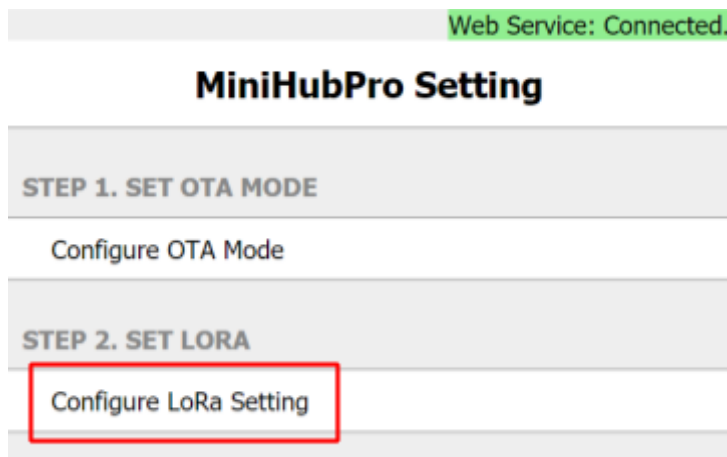 Web Service: Connected.
MiniHubPro Setting
STEP 1. SET OTA MODE
Configure OTA Mode
STEP 2. SET LORA
Configure LoRa Setting